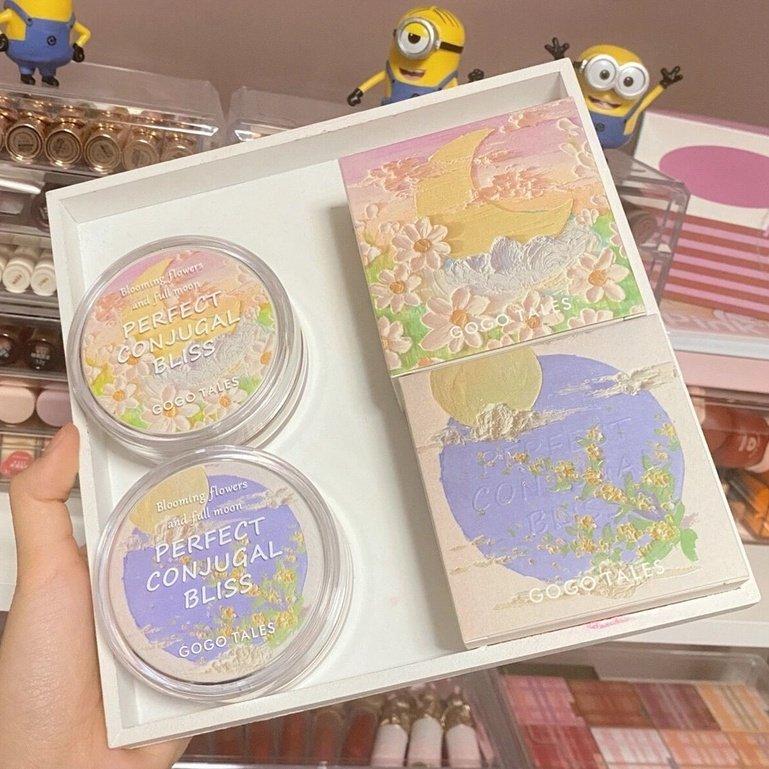 Blooming flowers
and full moon
PERFECT
CONJUGAL
BLISS
GOGO TALES
GOGO TALES
Blooming flowers
and full moon
PERFECT
CONJUGAL
BLISS
GOGO TALES
PERFECT
CONJUGAL
BLISS
GOGO TALES